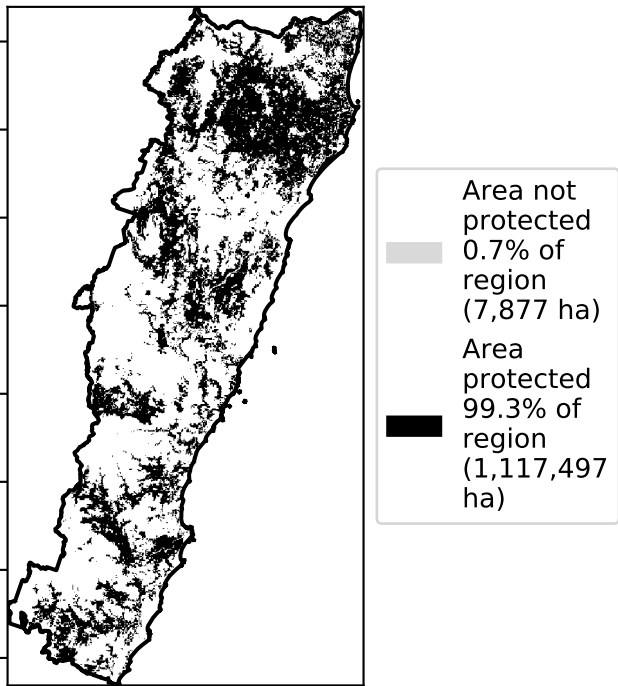 Area not
protected
0.7% of
region
(7,877 ha)
Area
protected
99.3% of
region
(1,117,497
ha)